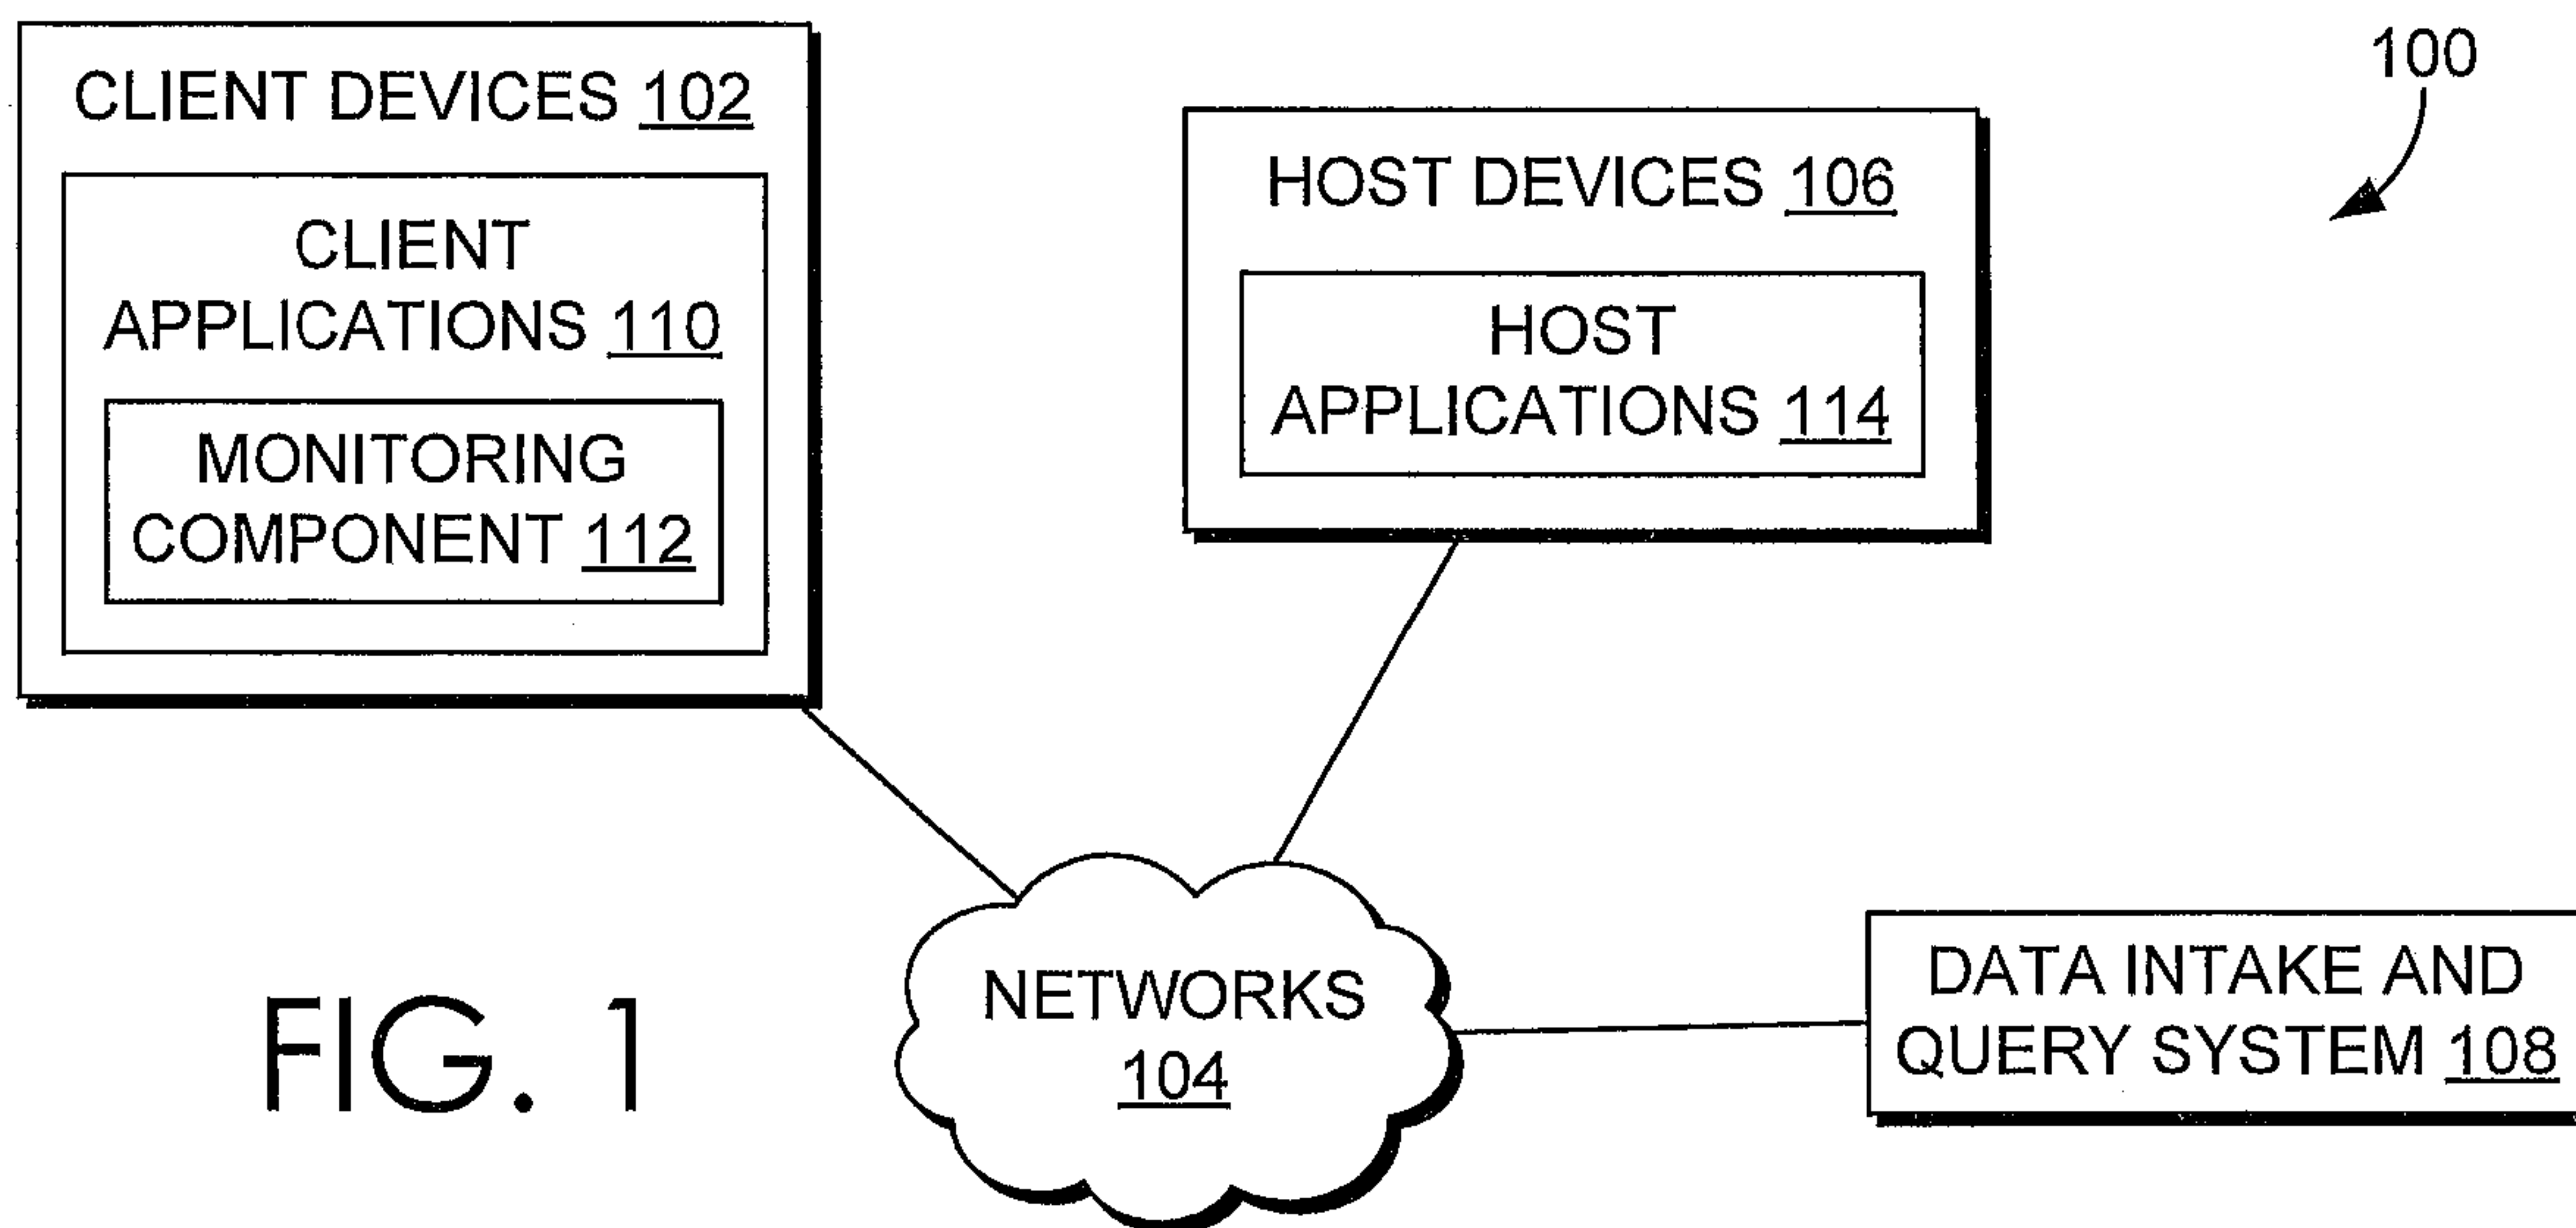 CLIENT DEVICES 102
CLIENT
APPLICATIONS 110
MONITORING
COMPONENT 112
HOST DEVICES 106
HOST
APPLICATIONS 114
100
NETWORKS
104
DATA INTAKE AND
QUERY SYSTEM 108
FIG. 1